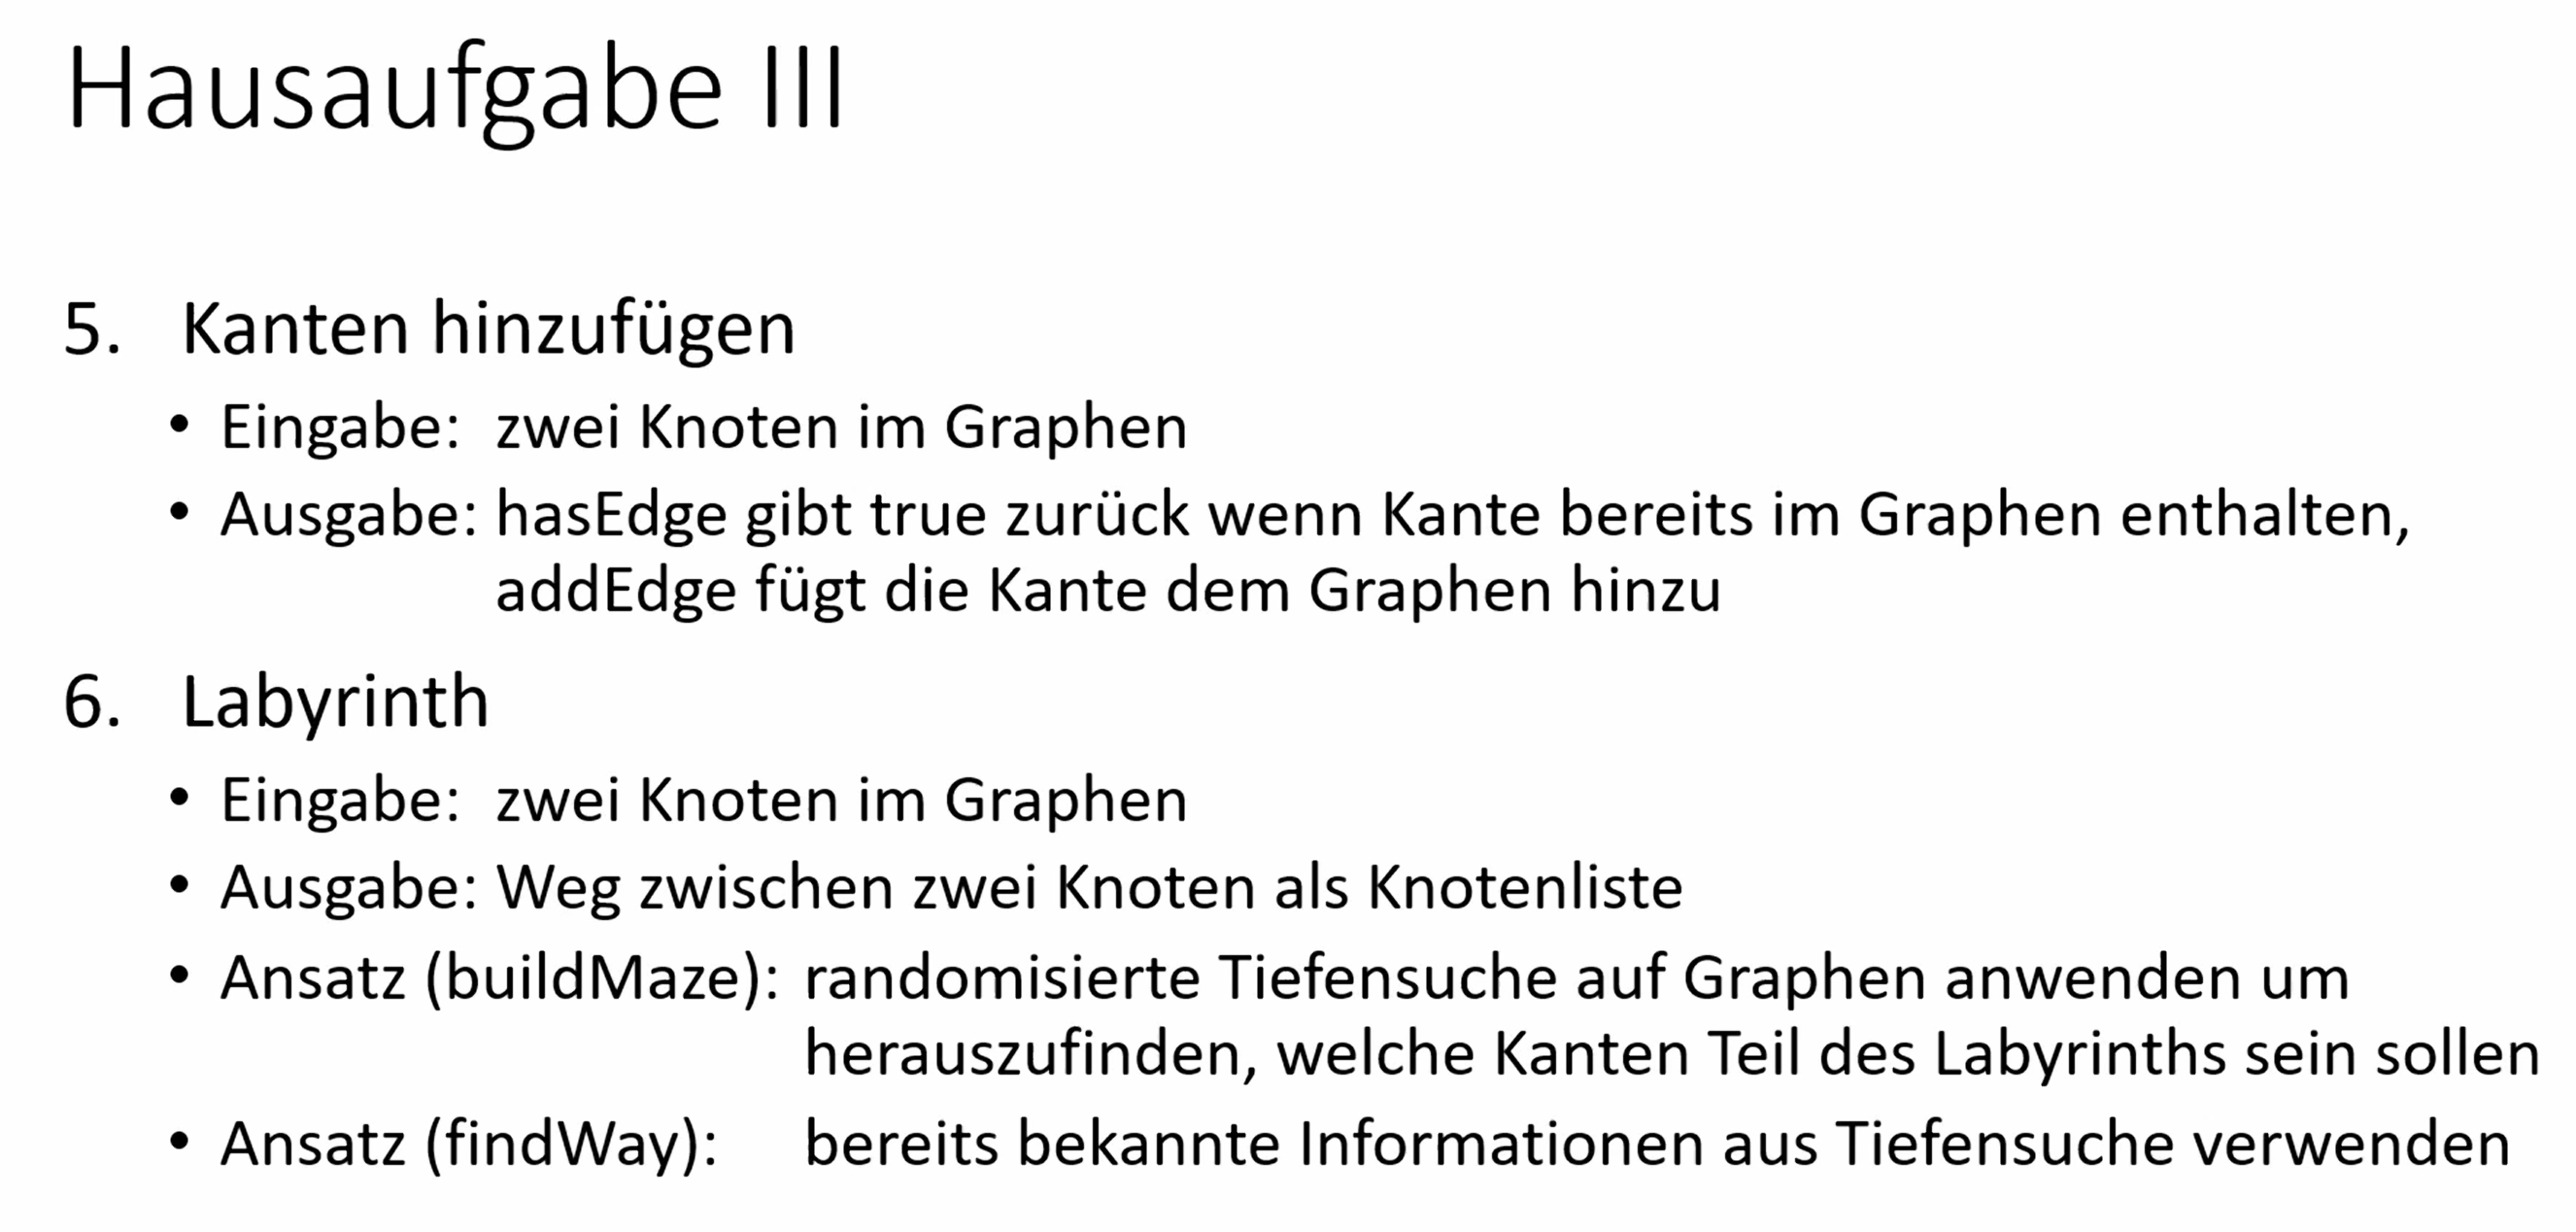 Hausaufgabe III
5. Kanten hinzufügen
• Eingabe: zwei Knoten im Graphen
• Ausgabe: hasEdge gibt true zurück wenn Kante bereits im Graphen enthalten,
addEdge fügt die Kante dem Graphen hinzu
6. Labyrinth
• Eingabe: zwei Knoten im Graphen
• Ausgabe: Weg zwischen zwei Knoten als Knotenliste
• Ansatz (buildMaze): randomisierte Tiefensuche auf Graphen anwenden um
herauszufinden, welche Kanten Teil des Labyrinths sein sollen
• Ansatz (findWay): bereits bekannte Informationen aus Tiefensuche verwenden